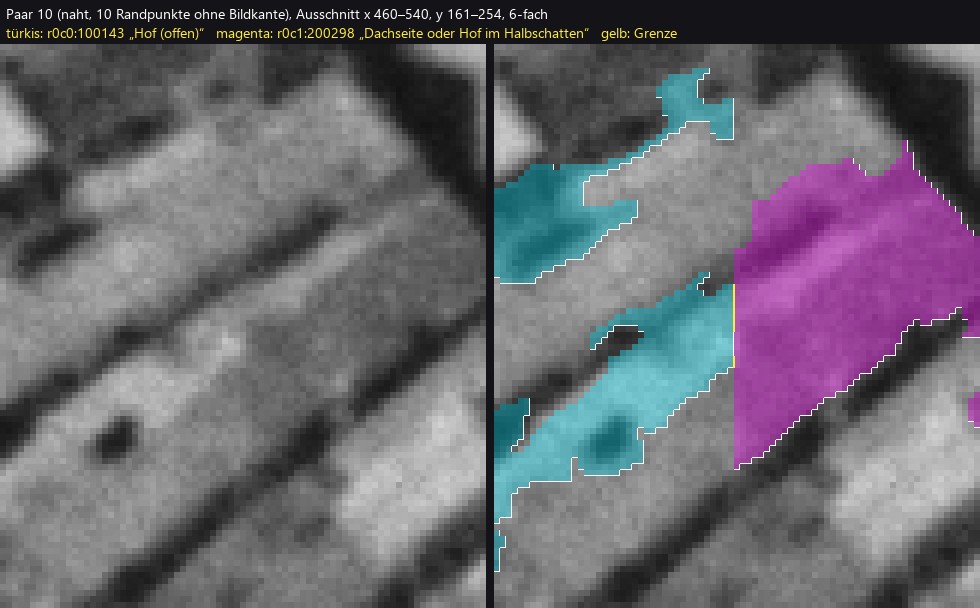 Paar 10 (naht, 10 Randpunkte ohne Bildkante), Ausschnitt x 460–540, y 161–254, 6-fach
türkis: r0c0:100143 „Hof (offen)“ magenta: r0c1:200298 „Dachseite oder Hof im Halbschatten“ gelb: Grenze